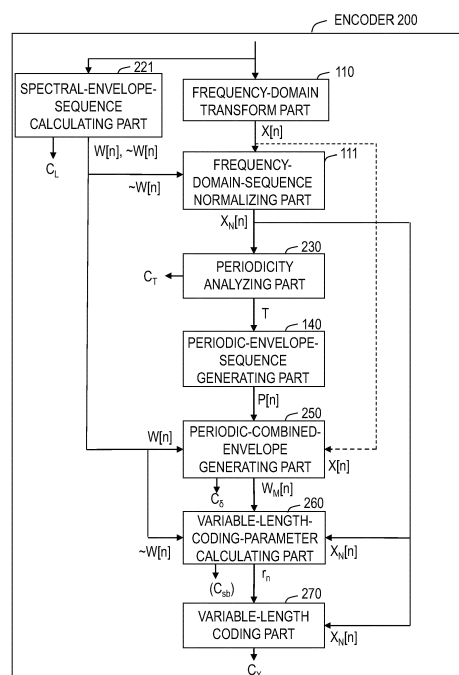 ENCODER 200
221
SPECTRAL-ENVELOPE-
SEQUENCE
CALCULATING PART
110
FREQUENCY-DOMAIN
TRANSFORM PART
X[n]
W[n], ~W[n]
C_L
~W[n]
111
FREQUENCY-
DOMAIN-SEQUENCE
NORMALIZING PART
X_N[n]
230
PERIODICITY
ANALYZING PART
C_T
T
140
PERIODIC-ENVELOPE-
SEQUENCE
GENERATING PART
P[n]
250
W[n]
PERIODIC-COMBINED-
ENVELOPE
GENERATING PART
X[n]
C_δ
W_M[n]
260
VARIABLE-LENGTH-
CODING-PARAMETER
CALCULATING PART
~W[n]
X_N[n]
(C_sb)
r_n
270
VARIABLE-LENGTH
CODING PART
X_N[n]
C_X